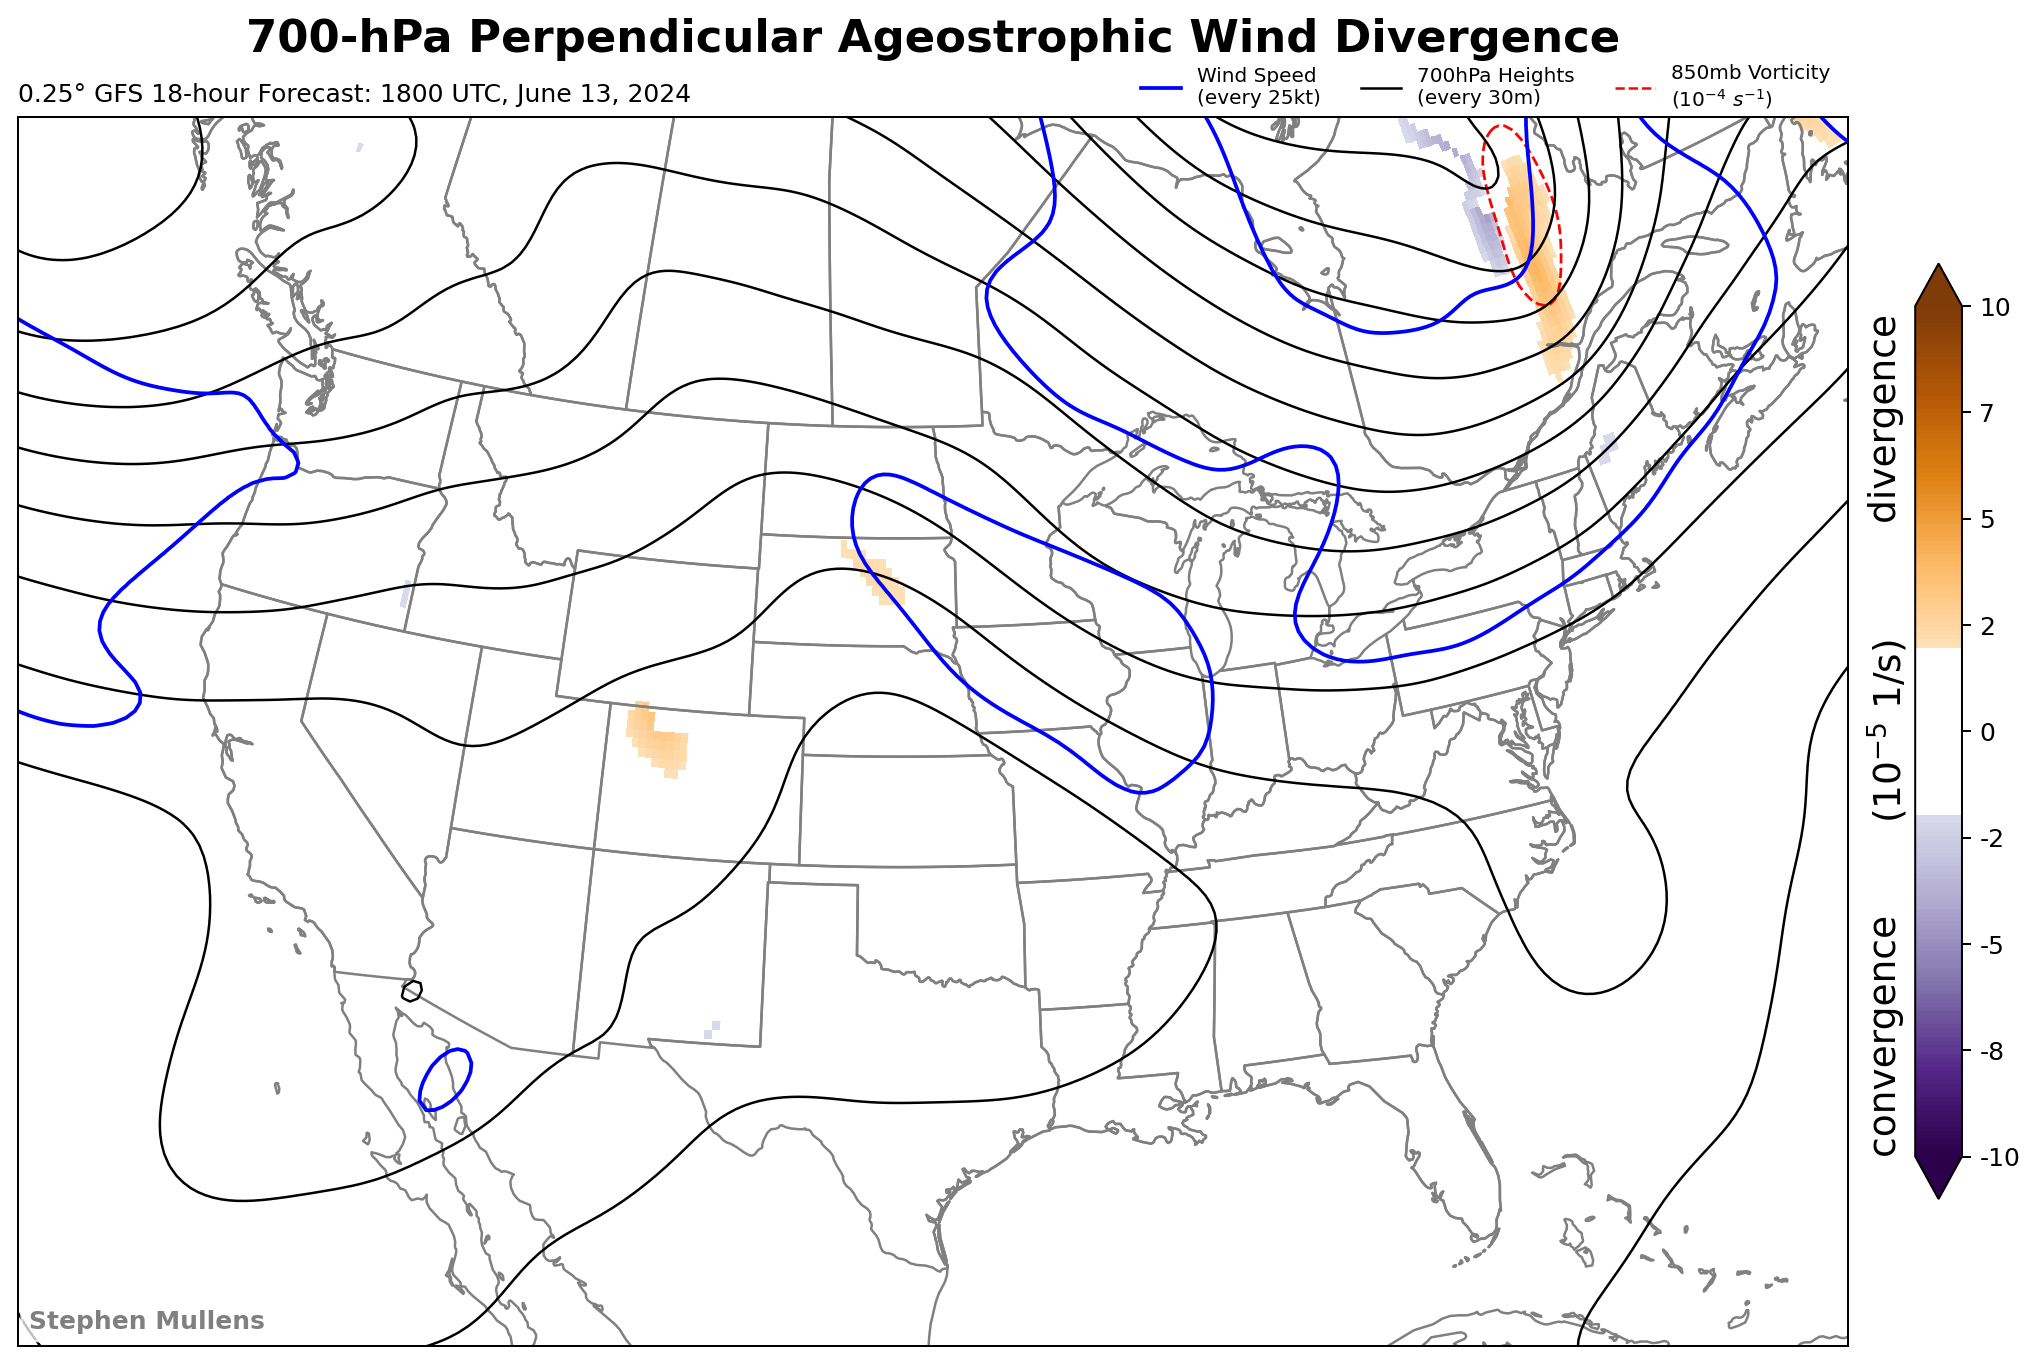 700-hPa Perpendicular Ageostrophic Wind Divergence
0.25° GFS 18-hour Forecast: 1800 UTC, June 13, 2024
Wind Speed
(every 25kt)
700hPa Heights
(every 30m)
850mb Vorticity
(10⁻⁴ s⁻¹)
10
7
5
2
0
-2
-5
-8
-10
convergence (10⁻⁵ 1/s) divergence
Stephen Mullens